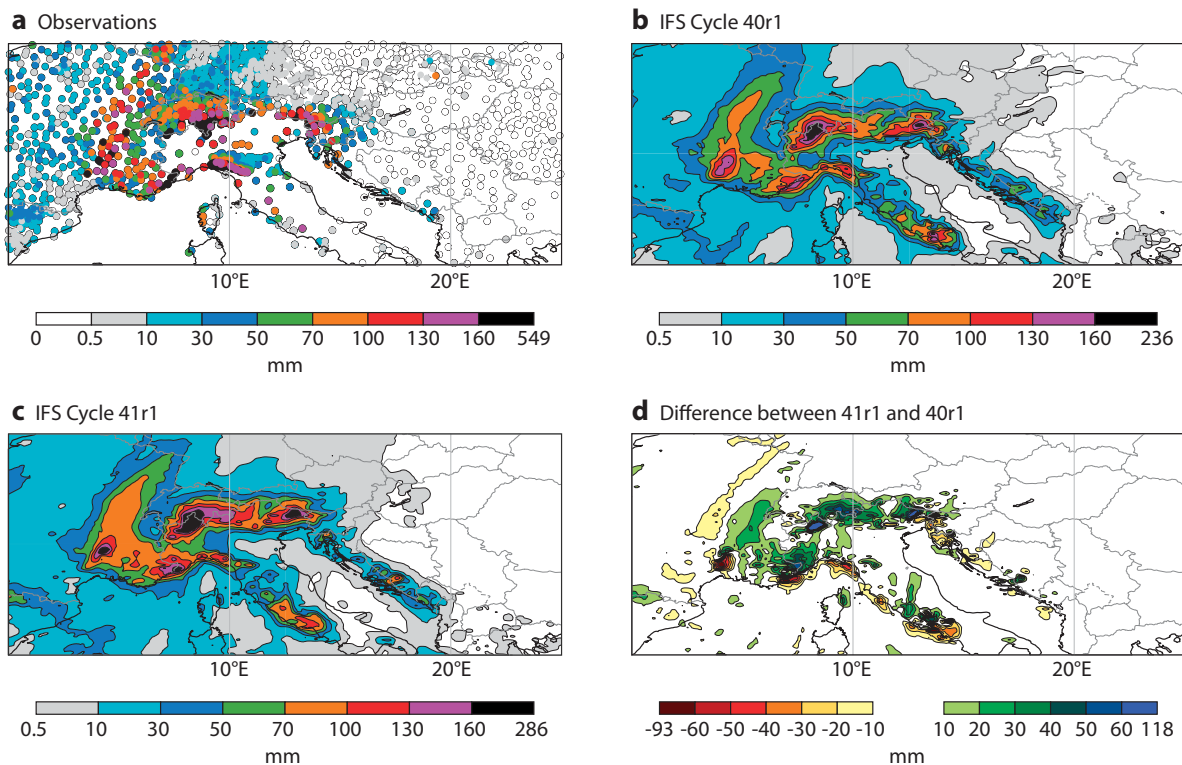 a Observations
b IFS Cycle 40r1
10°E 20°E
10°E 20°E
0 0.5 10 30 50 70 100 130 160 549
mm
0.5 10 30 50 70 100 130 160 236
mm
c IFS Cycle 41r1
d Difference between 41r1 and 40r1
10°E 20°E
10°E 20°E
0.5 10 30 50 70 100 130 160 286
mm
-93 -60 -50 -40 -30 -20 -10 10 20 30 40 50 60 118
mm